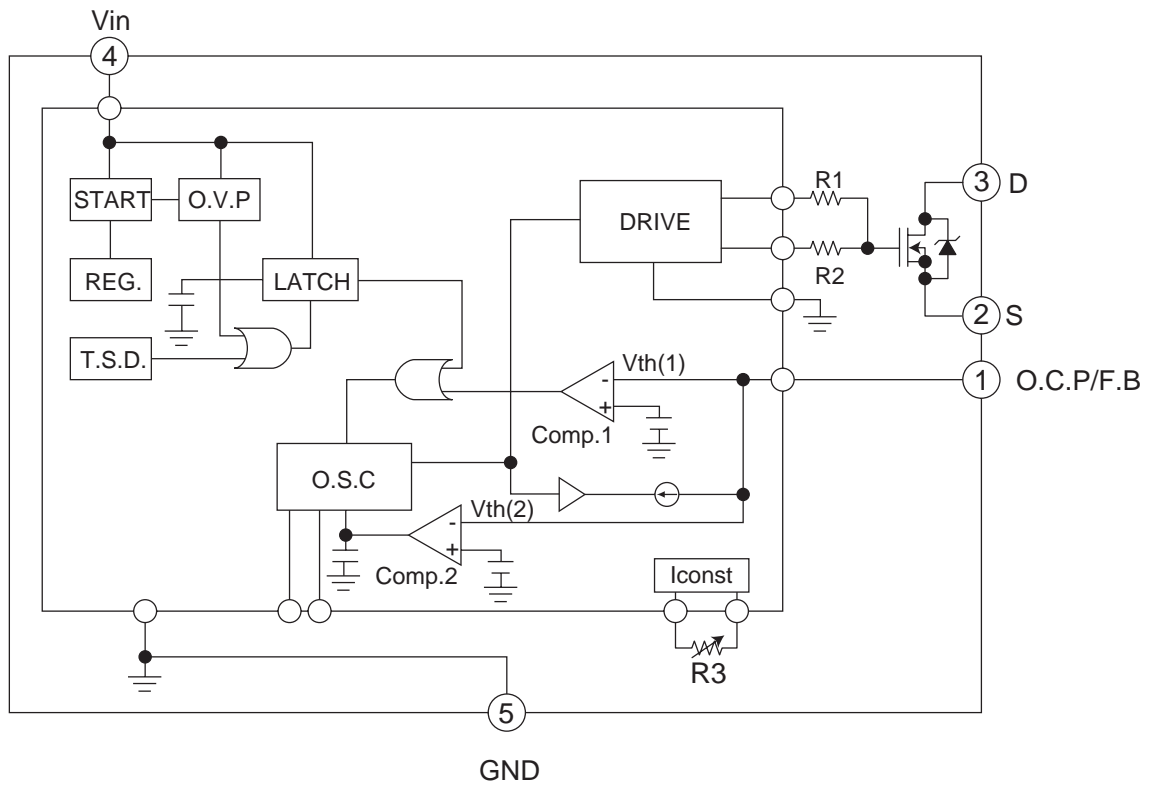 Vin
4
START
O.V.P
DRIVE
R1
3 D
REG.
LATCH
R2
2 S
T.S.D.
Vth(1)
-
+
1 O.C.P/F.B
Comp.1
O.S.C
Vth(2)
-
+
Comp.2
Iconst
R3
5
GND